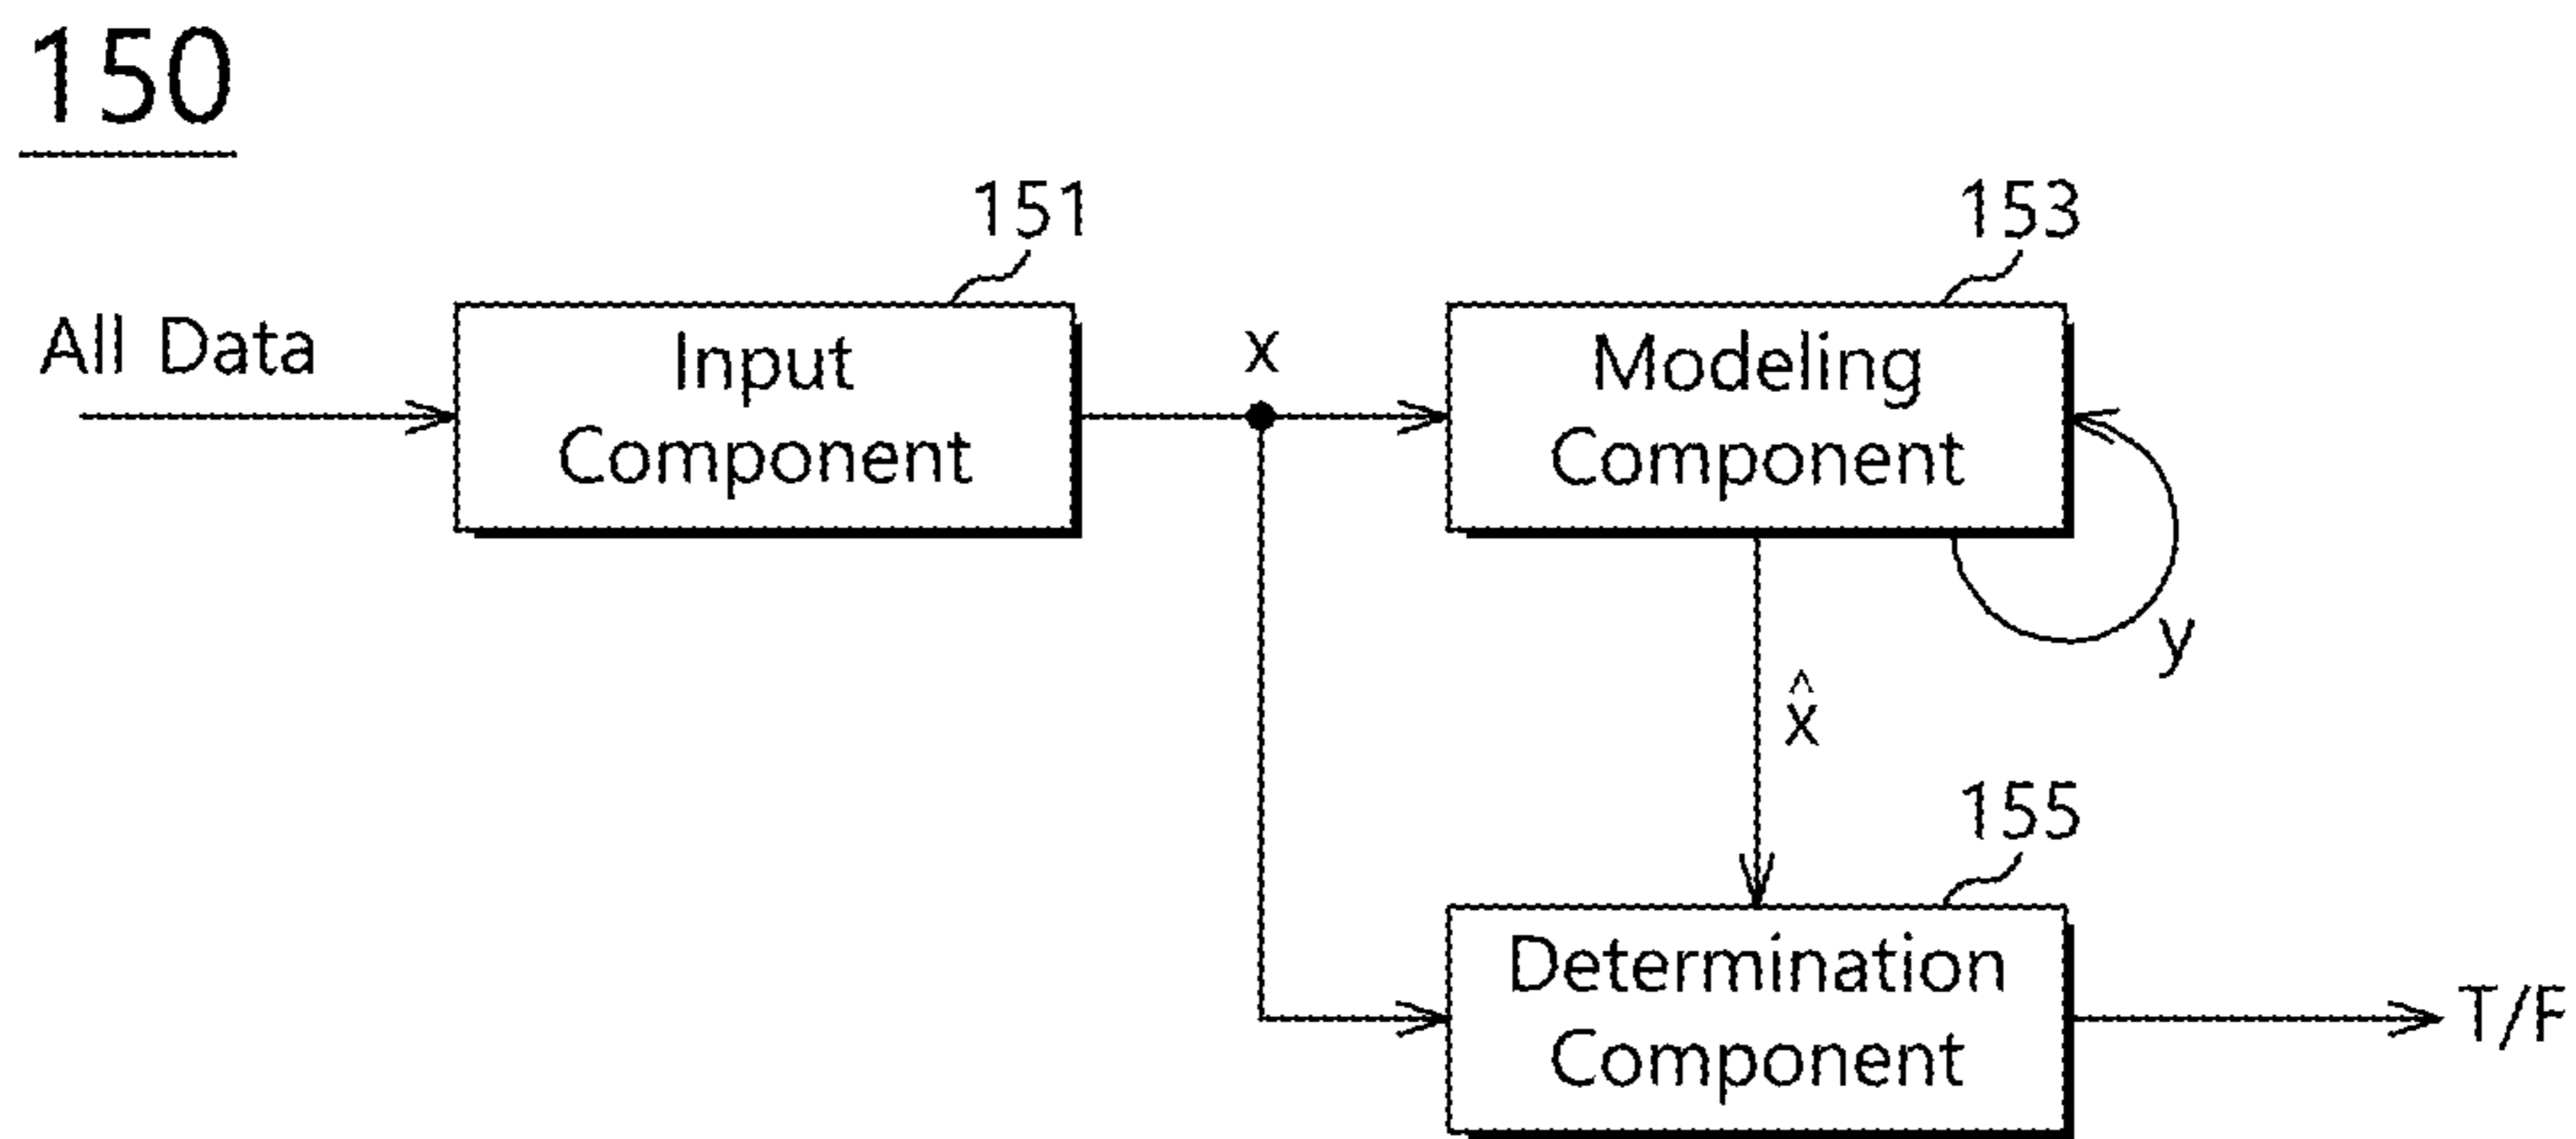 150
151
153
All Data
Input
Component
x
Modeling
Component
y
x̂
155
Determination
Component
T/F